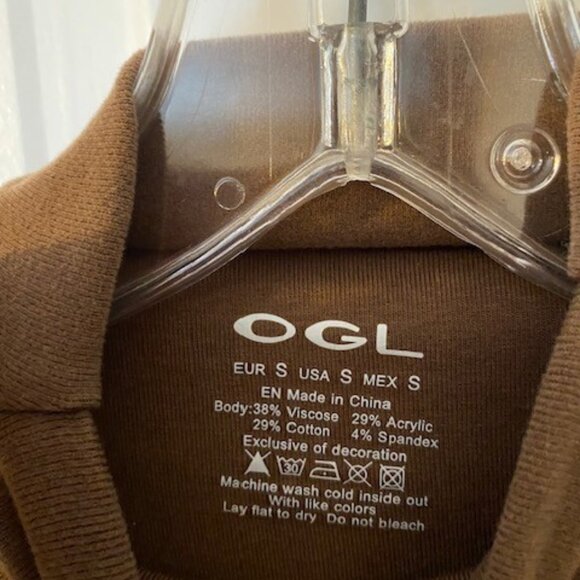 OGL
EUR S USA S MEX S
EN Made in China
Body:38% Viscose 29% Acrylic
29% Cotton 4% Spandex
Exclusive of decoration
30
Machine wash cold inside out
With like colors
Lay flat to dry Do not bleach